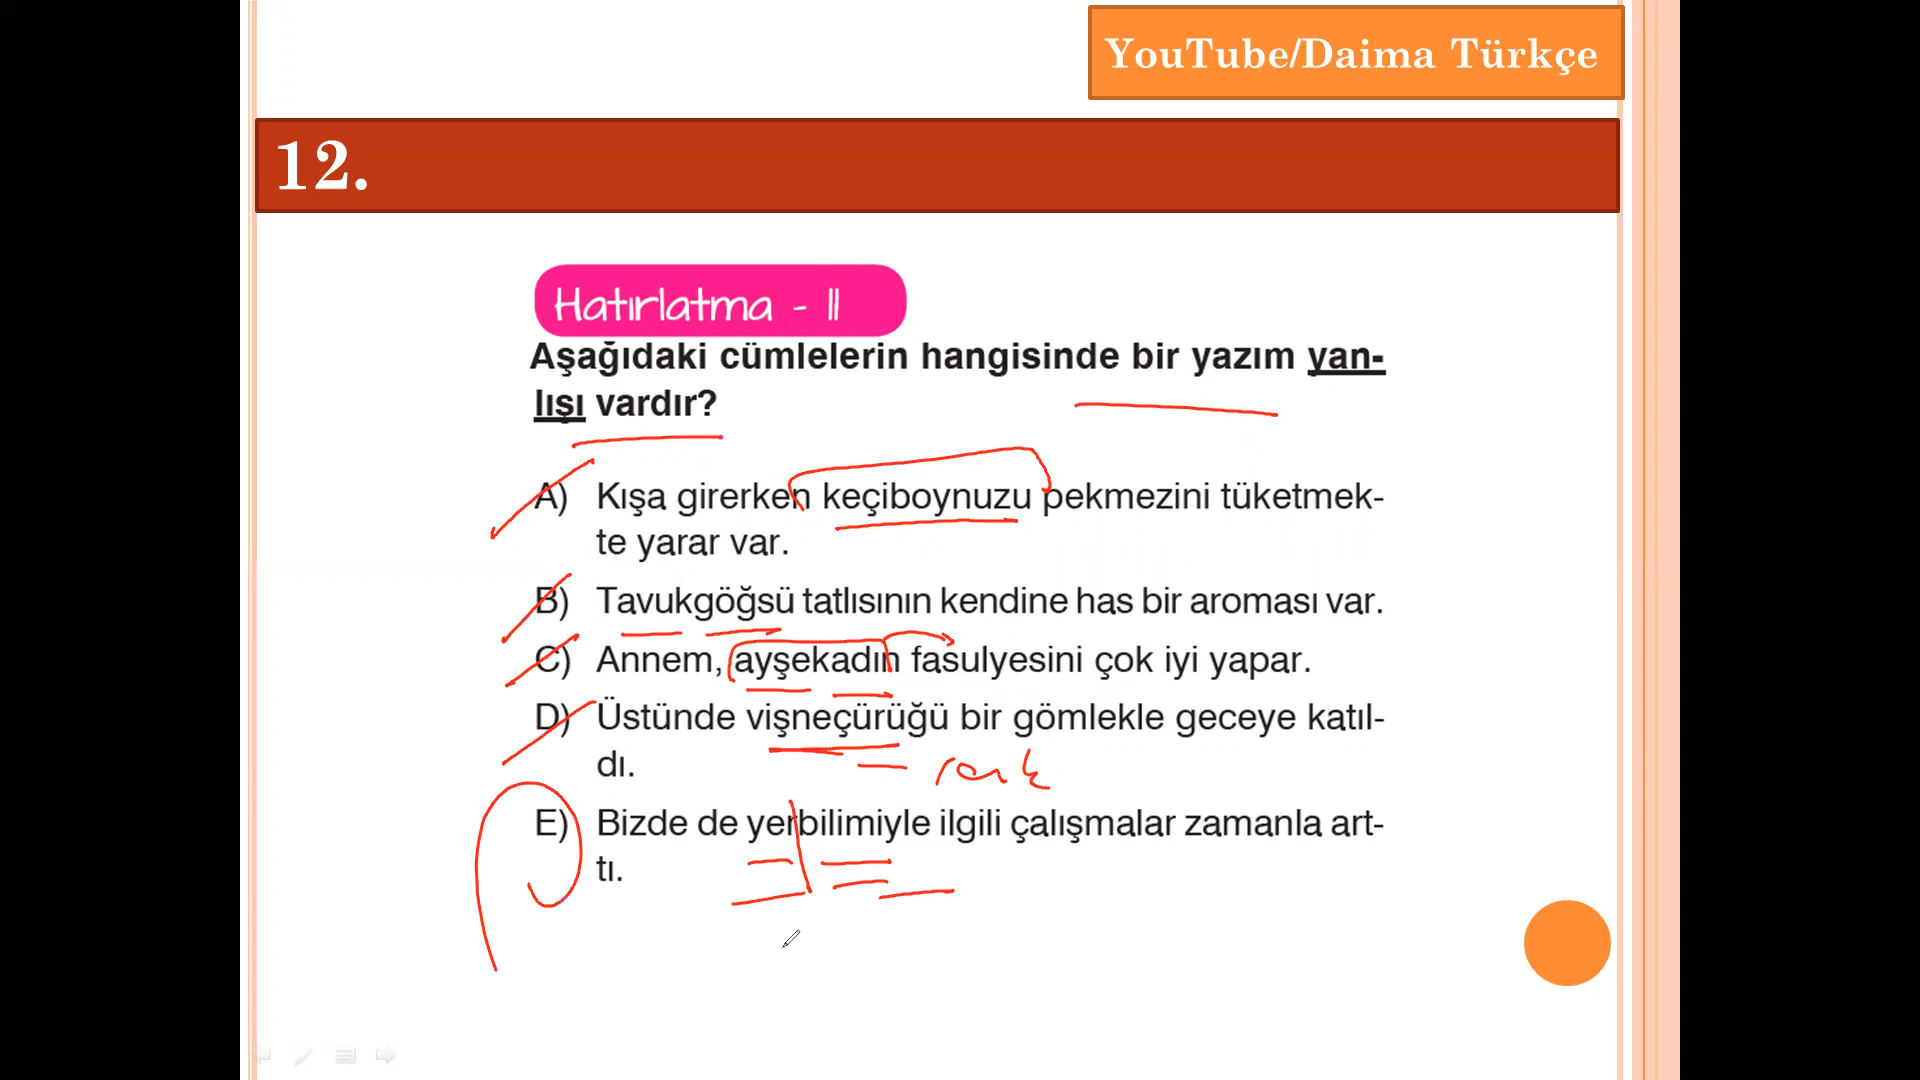 YouTube/Daima Türkçe
12.
Hatırlatma - II
Aşağıdaki cümlelerin hangisinde bir yazım yan-
lışı vardır?
A) Kışa girerken keçiboynuzu pekmezini tüketmek-
te yarar var.
B) Tavukgöğsü tatlısının kendine has bir aroması var.
C) Annem, ayşekadın fasulyesini çok iyi yapar.
D) Üstünde vişneçürüğü bir gömlekle geceye katıl-
dı.
renk
E) Bizde de yerbilimiyle ilgili çalışmalar zamanla art-
tı.